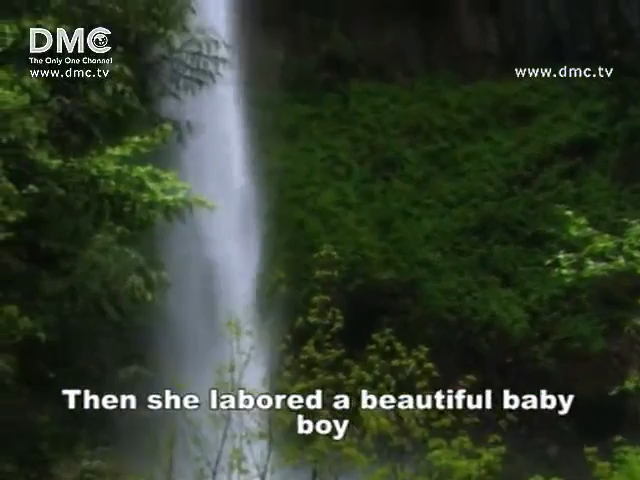 DMC
The Only One Channel
www.dmc.tv
www.dmc.tv
Then she labored a beautiful baby
boy